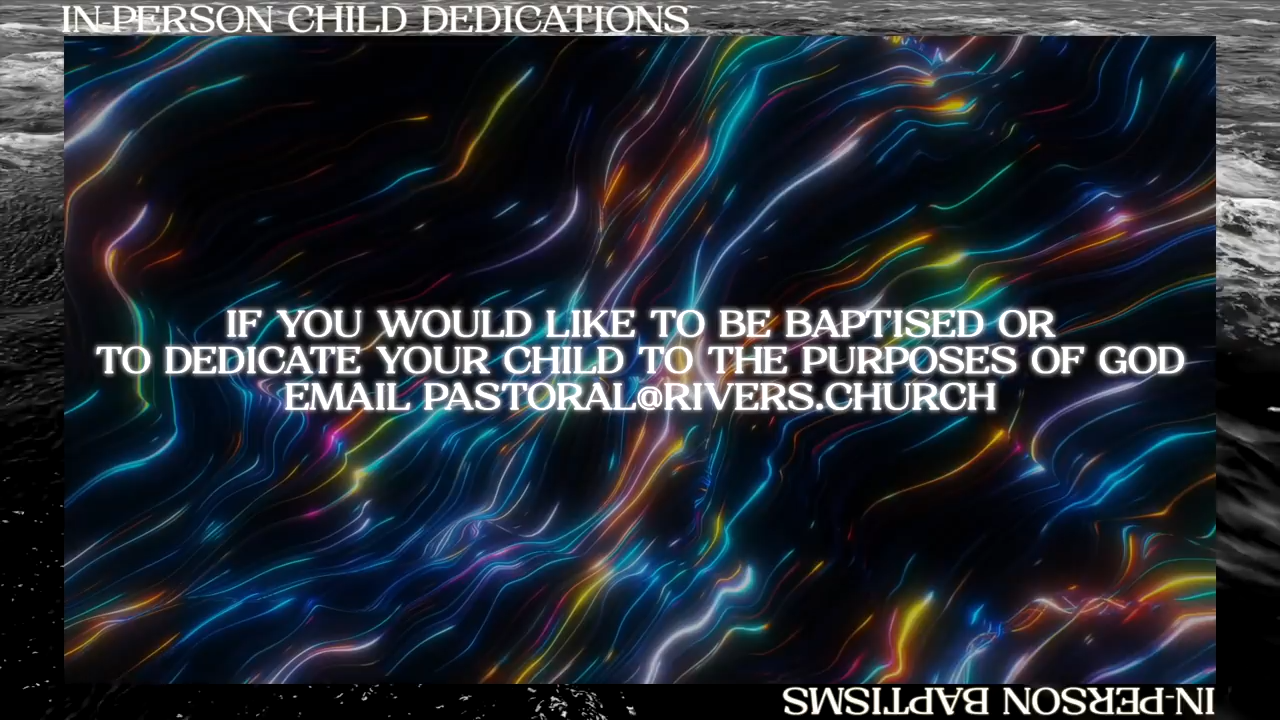 IN-PERSON CHILD DEDICATIONS
IF YOU WOULD LIKE TO BE BAPTISED OR
TO DEDICATE YOUR CHILD TO THE PURPOSES OF GOD
EMAIL PASTORAL@RIVERS.CHURCH
IN-PERSON BAPTISMS